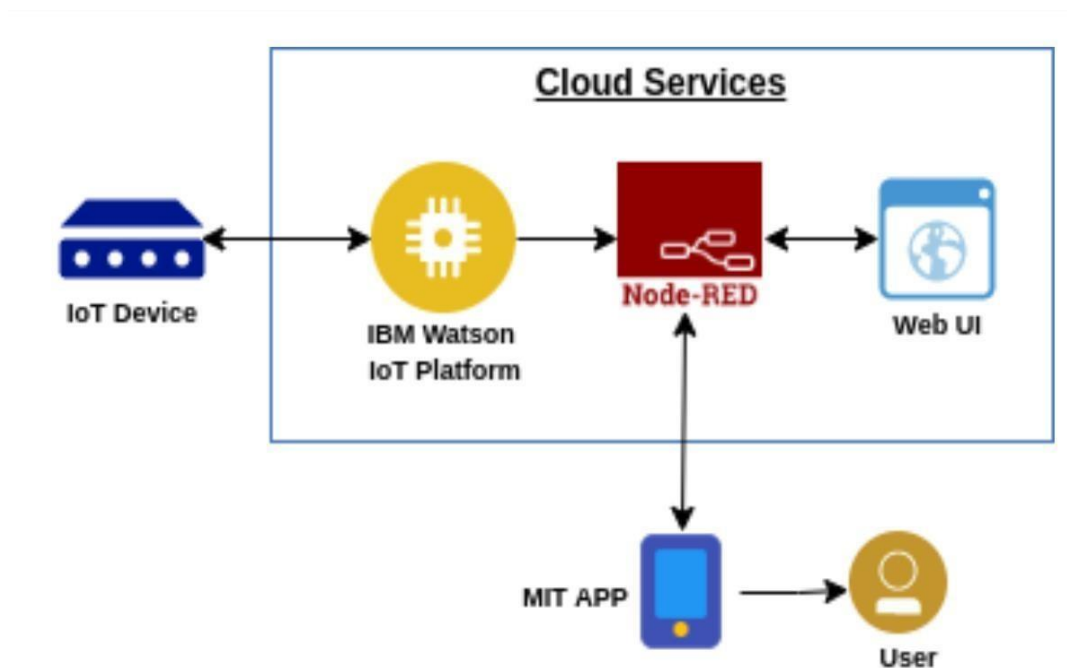 Cloud Services
IoT Device
IBM Watson
IoT Platform
Node-RED
Web UI
MIT APP
User